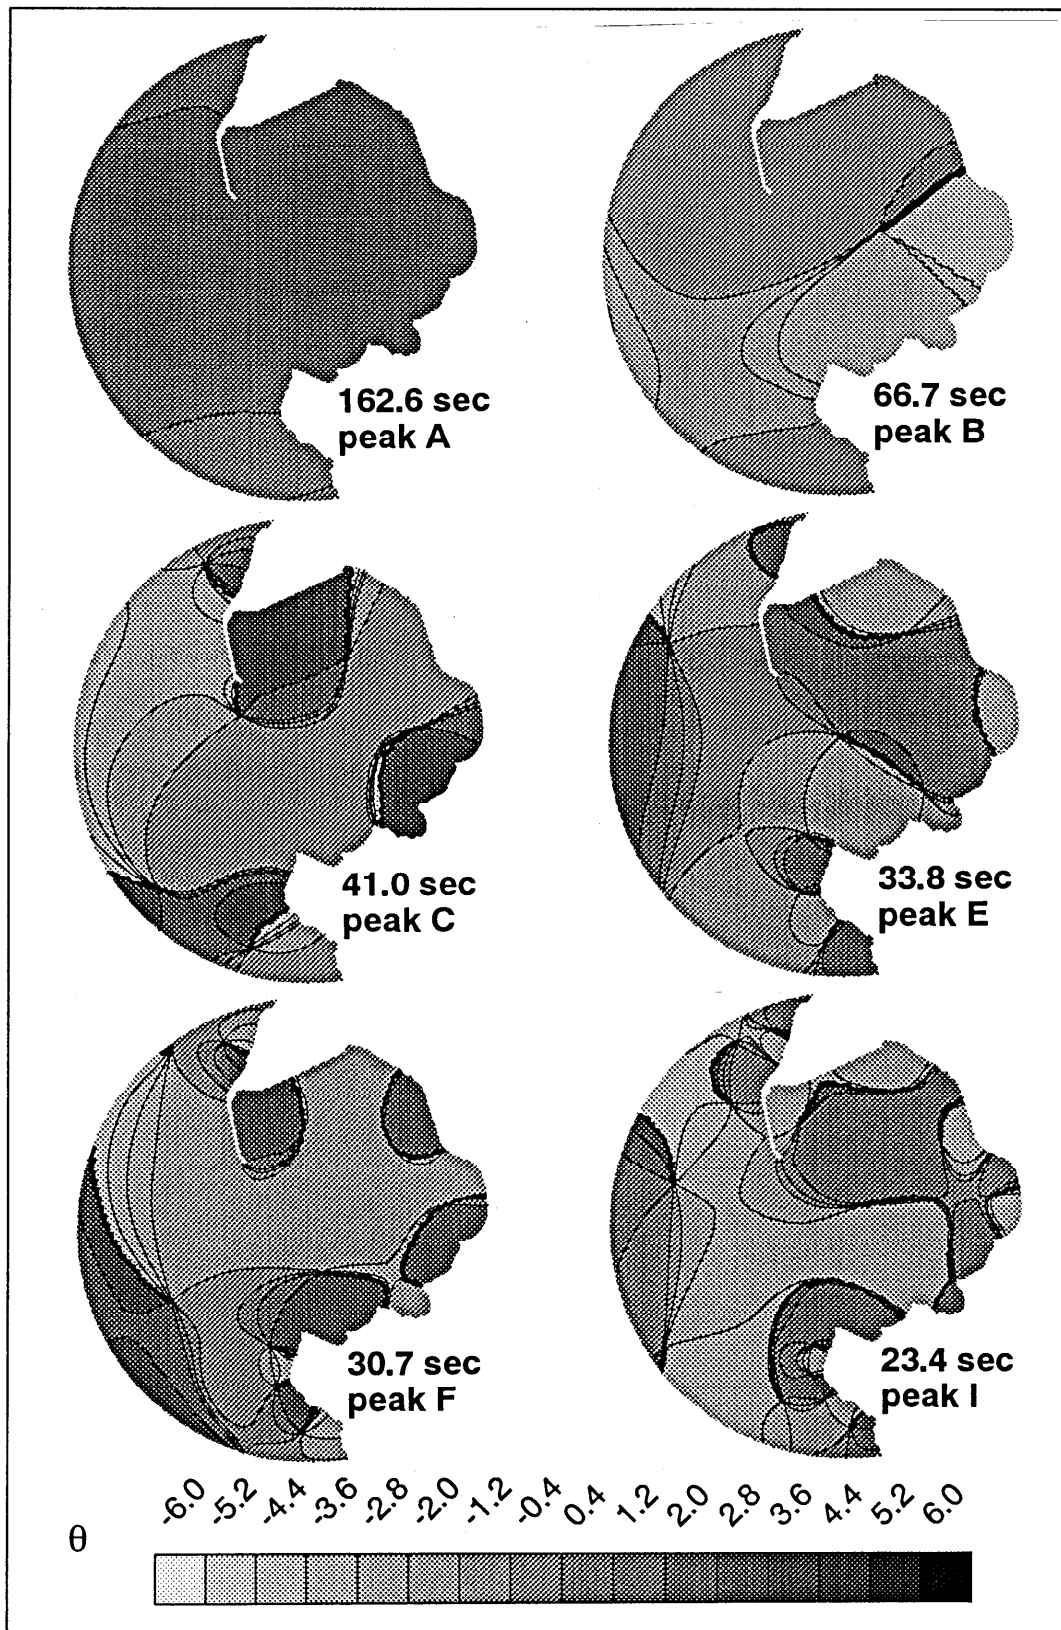 162.6 sec
peak A
66.7 sec
peak B
41.0 sec
peak C
33.8 sec
peak E
30.7 sec
peak F
23.4 sec
peak I
-6.0 -5.2 -4.4 -3.6 -2.8 -2.0 -1.2 -0.4 0.4 1.2 2.0 2.8 3.6 4.4 5.2 6.0
θ